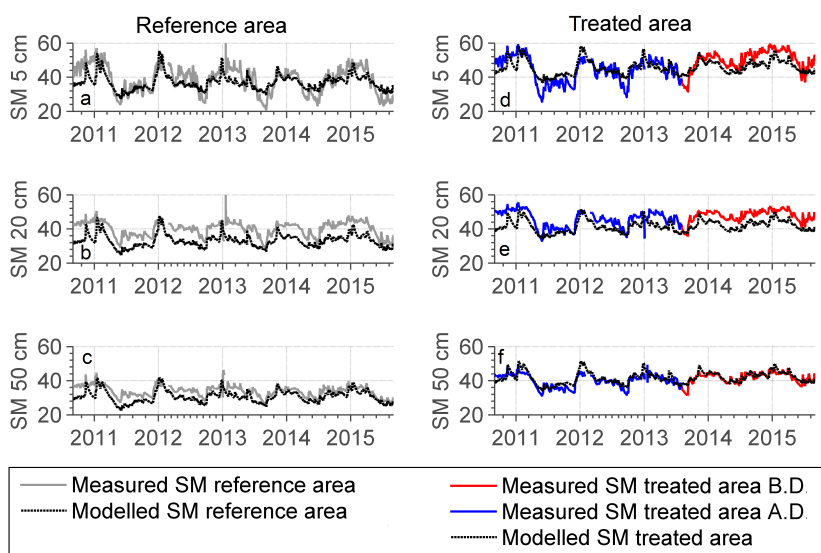 Reference area
Treated area
SM 5 cm
60
40
20
a
2011 2012 2013 2014 2015
60
40
20
d
2011 2012 2013 2014 2015
SM 20 cm
60
40
20
b
2011 2012 2013 2014 2015
60
40
20
e
2011 2012 2013 2014 2015
SM 50 cm
60
40
20
c
2011 2012 2013 2014 2015
60
40
20
f
2011 2012 2013 2014 2015
Measured SM reference area
Modelled SM reference area
Measured SM treated area B.D.
Measured SM treated area A.D.
Modelled SM treated area